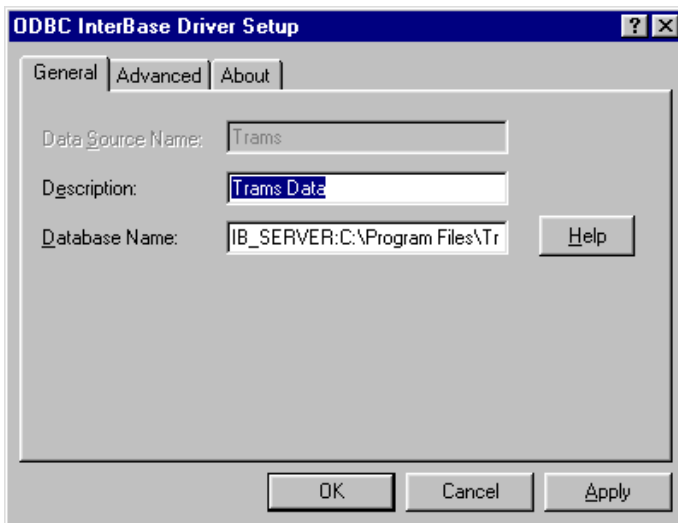 ODBC InterBase Driver Setup ? ×
General Advanced About
Data Source Name: Trams
Description: Trams Data
Database Name: IB_SERVER:C:\Program Files\Tr Help
OK Cancel Apply